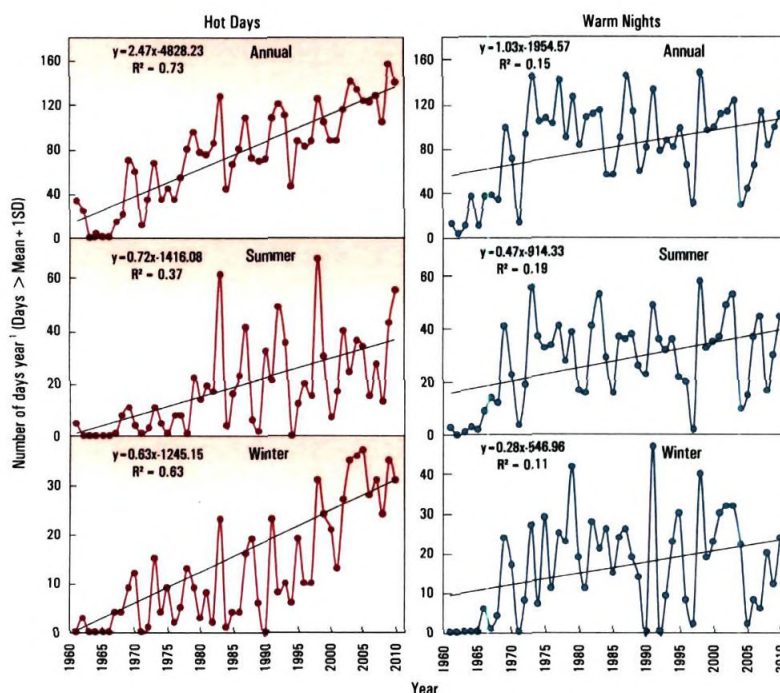 Hot Days
Warm Nights
Number of days year¹ (Days > Mean + 1SD)
160
120
80
40
0
y = 2.47x-4828.23
R² = 0.73
Annual
160
120
80
40
0
y = 1.03x-1954.57
R² = 0.15
Annual
60
40
20
0
y = 0.72x-1416.08
R² = 0.37
Summer
60
40
20
0
y = 0.47x-914.33
R² = 0.19
Summer
30
20
10
0
y = 0.63x-1245.15
R² = 0.63
Winter
40
30
20
10
0
y = 0.28x-546.96
R² = 0.11
Winter
1960
1965
1970
1975
1980
1985
1990
1995
2000
2005
2010
1960
1965
1970
1975
1980
1985
1990
1995
2000
2005
2010
Year